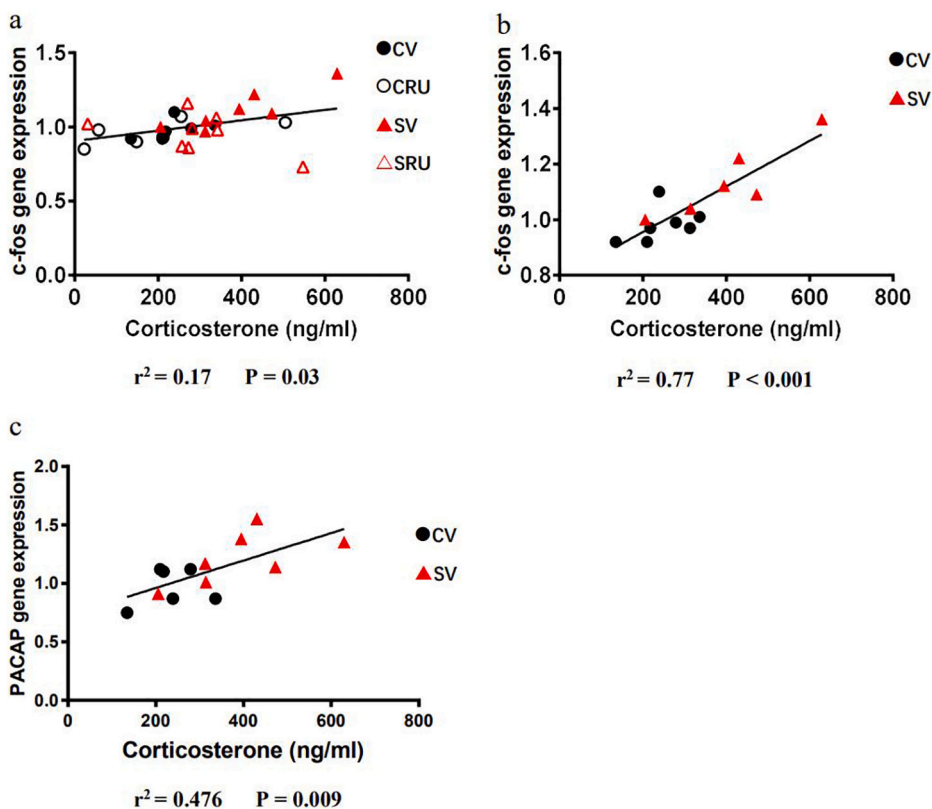 a
c-fos gene expression
1.5
1.0
0.5
0.0
0 200 400 600 800
Corticosterone (ng/ml)
CV
CRU
SV
SRU
r² = 0.17 P = 0.03
b
c-fos gene expression
1.6
1.4
1.2
1.0
0.8
0 200 400 600 800
Corticosterone (ng/ml)
CV
SV
r² = 0.77 P < 0.001
c
PACAP gene expression
2.0
1.5
1.0
0.5
0.0
0 200 400 600 800
Corticosterone (ng/ml)
CV
SV
r² = 0.476 P = 0.009